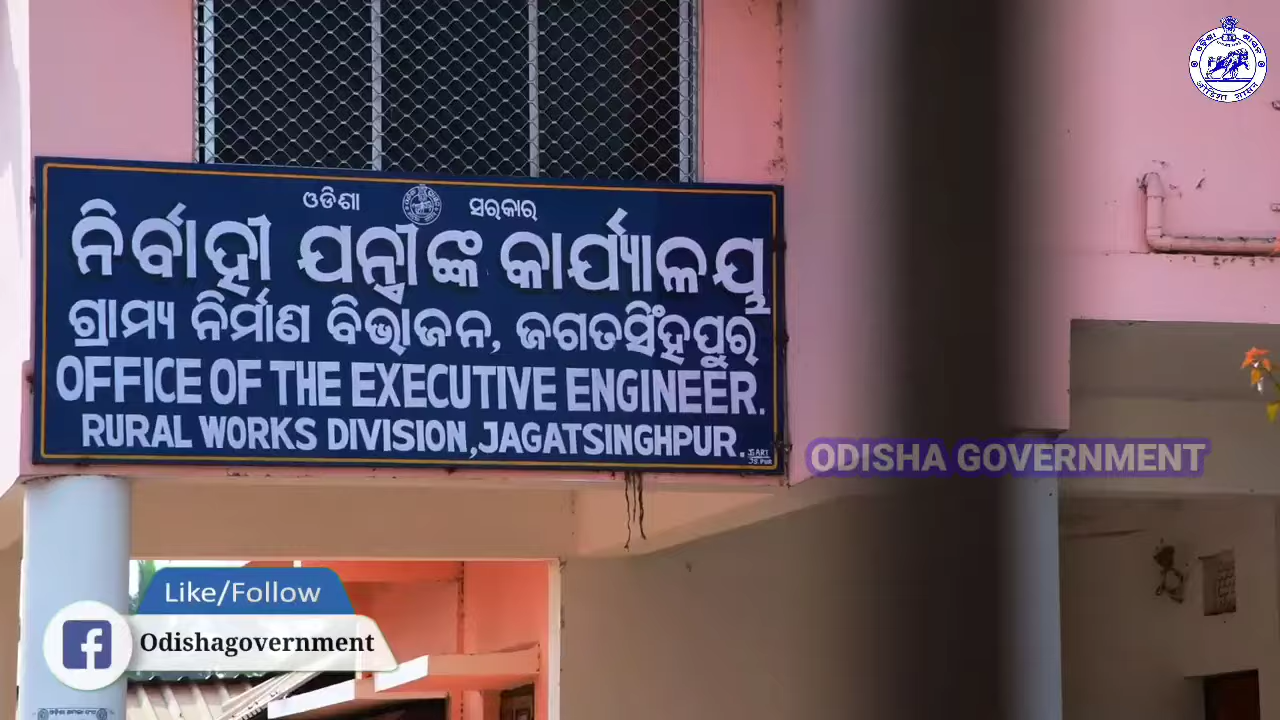 ଓଡିଶା ସରକାର
ନିର୍ବାହୀ ଯନ୍ତ୍ରୀଙ୍କ କାର୍ଯ୍ୟାଳୟ
ଗ୍ରାମ୍ୟ ନିର୍ମାଣ ବିଭାଜନ, ଜଗତସିଂହପୁର
OFFICE OF THE EXECUTIVE ENGINEER.
RURAL WORKS DIVISION, JAGATSINGHPUR.
ODISHA GOVERNMENT
Like/Follow
Odishagovernment